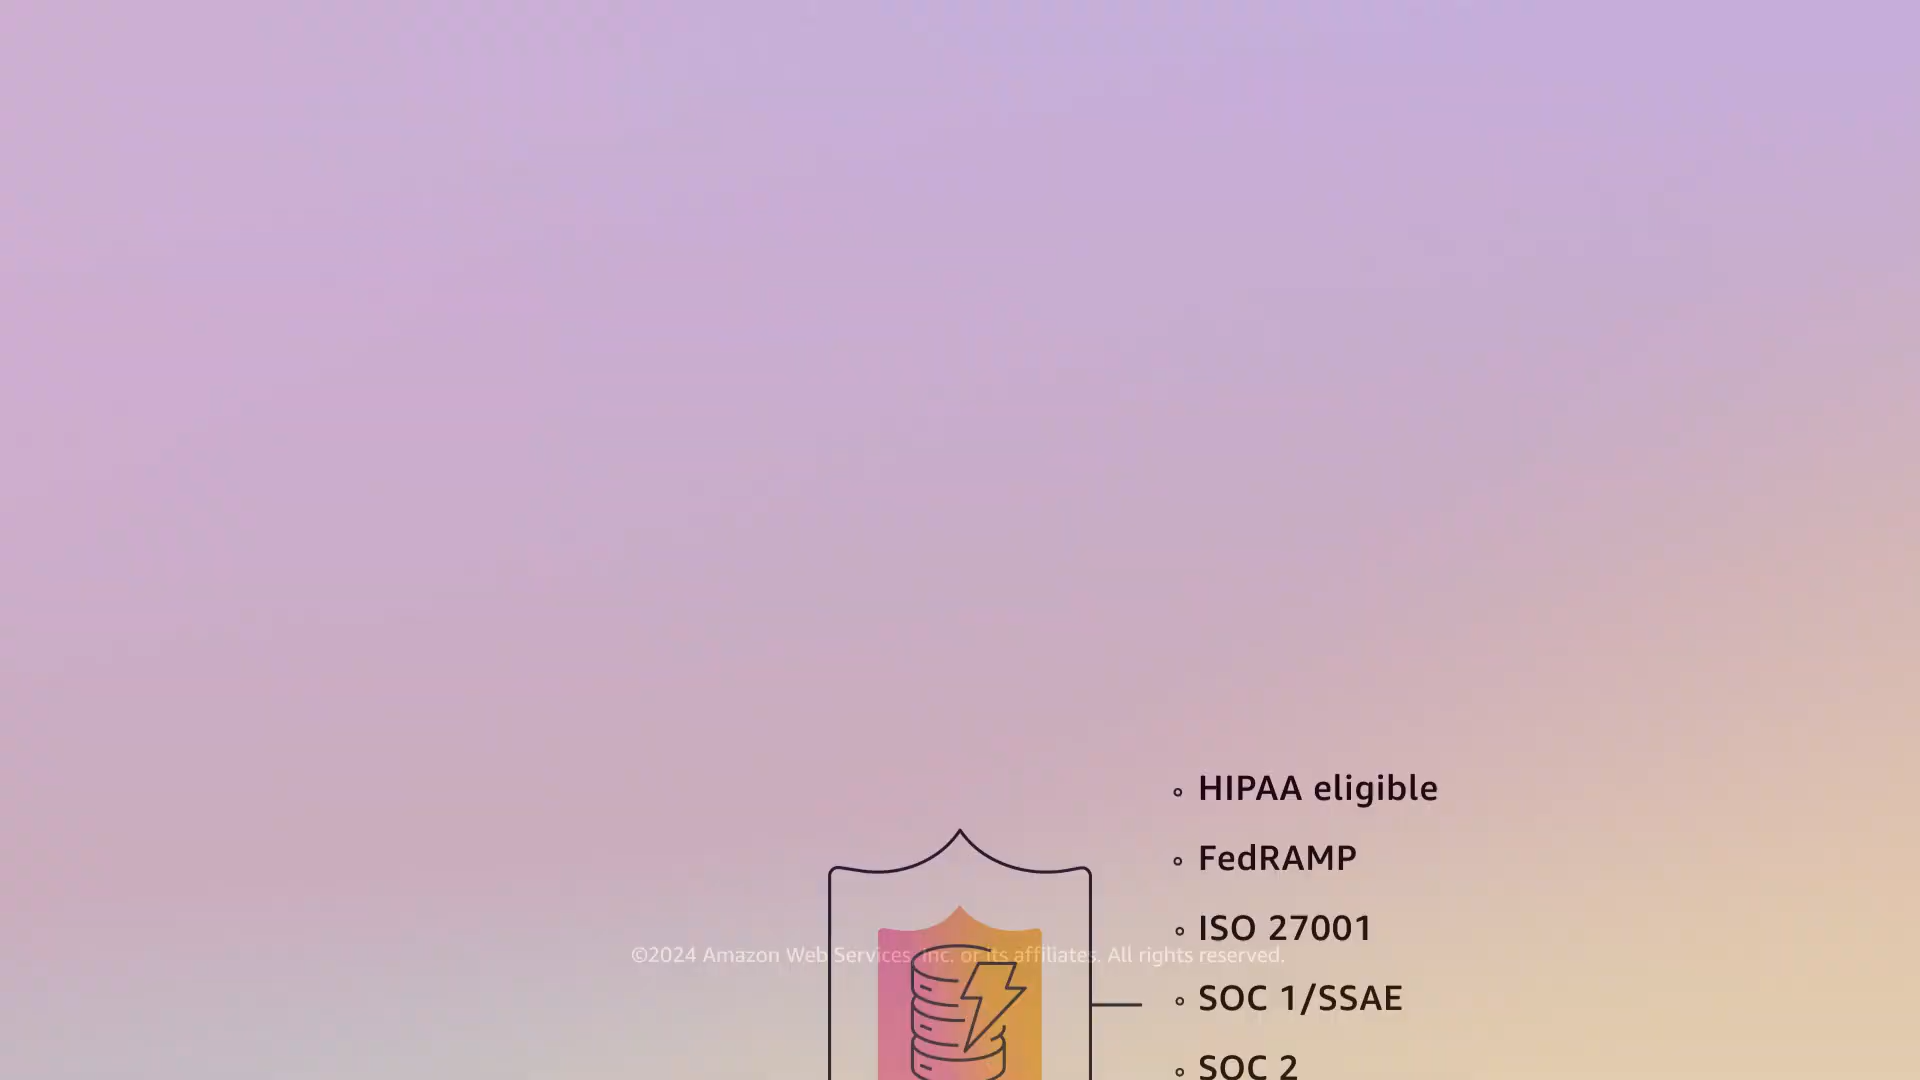 HIPAA eligible
FedRAMP
ISO 27001
©2024 Amazon Web Services, Inc. or its affiliates. All rights reserved.
SOC 1/SSAE
SOC 2